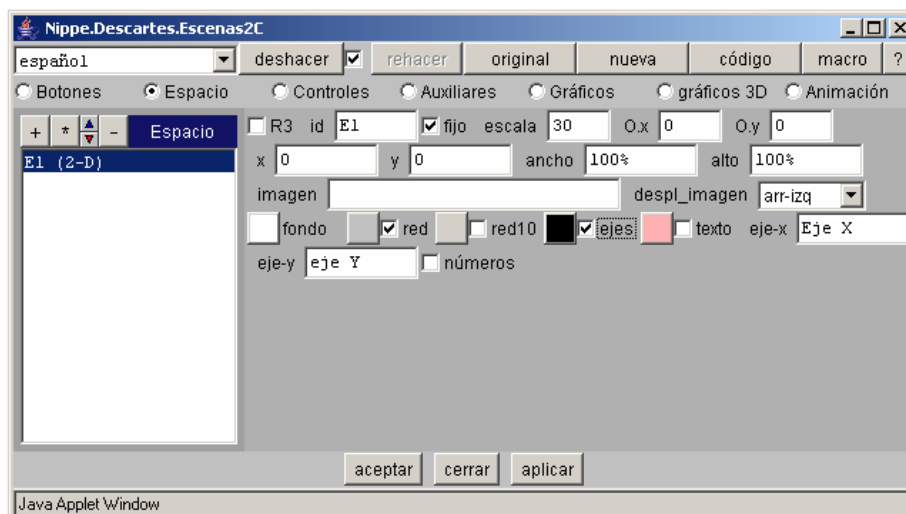 Nippe.Descartes.Escenas2C
español deshacer rehacer original nueva código macro ?
Botones Espacio Controles Auxiliares Gráficos gráficos 3D Animación
+ * - Espacio R3 id E1 fijo escala 30 O.x 0 O.y 0
E1 (2-D) x 0 y 0 ancho 100% alto 100%
imagen despl_imagen arr-izq
fondo red red10 ejes texto eje-x Eje X
eje-y eje Y números
aceptar cerrar aplicar
Java Applet Window